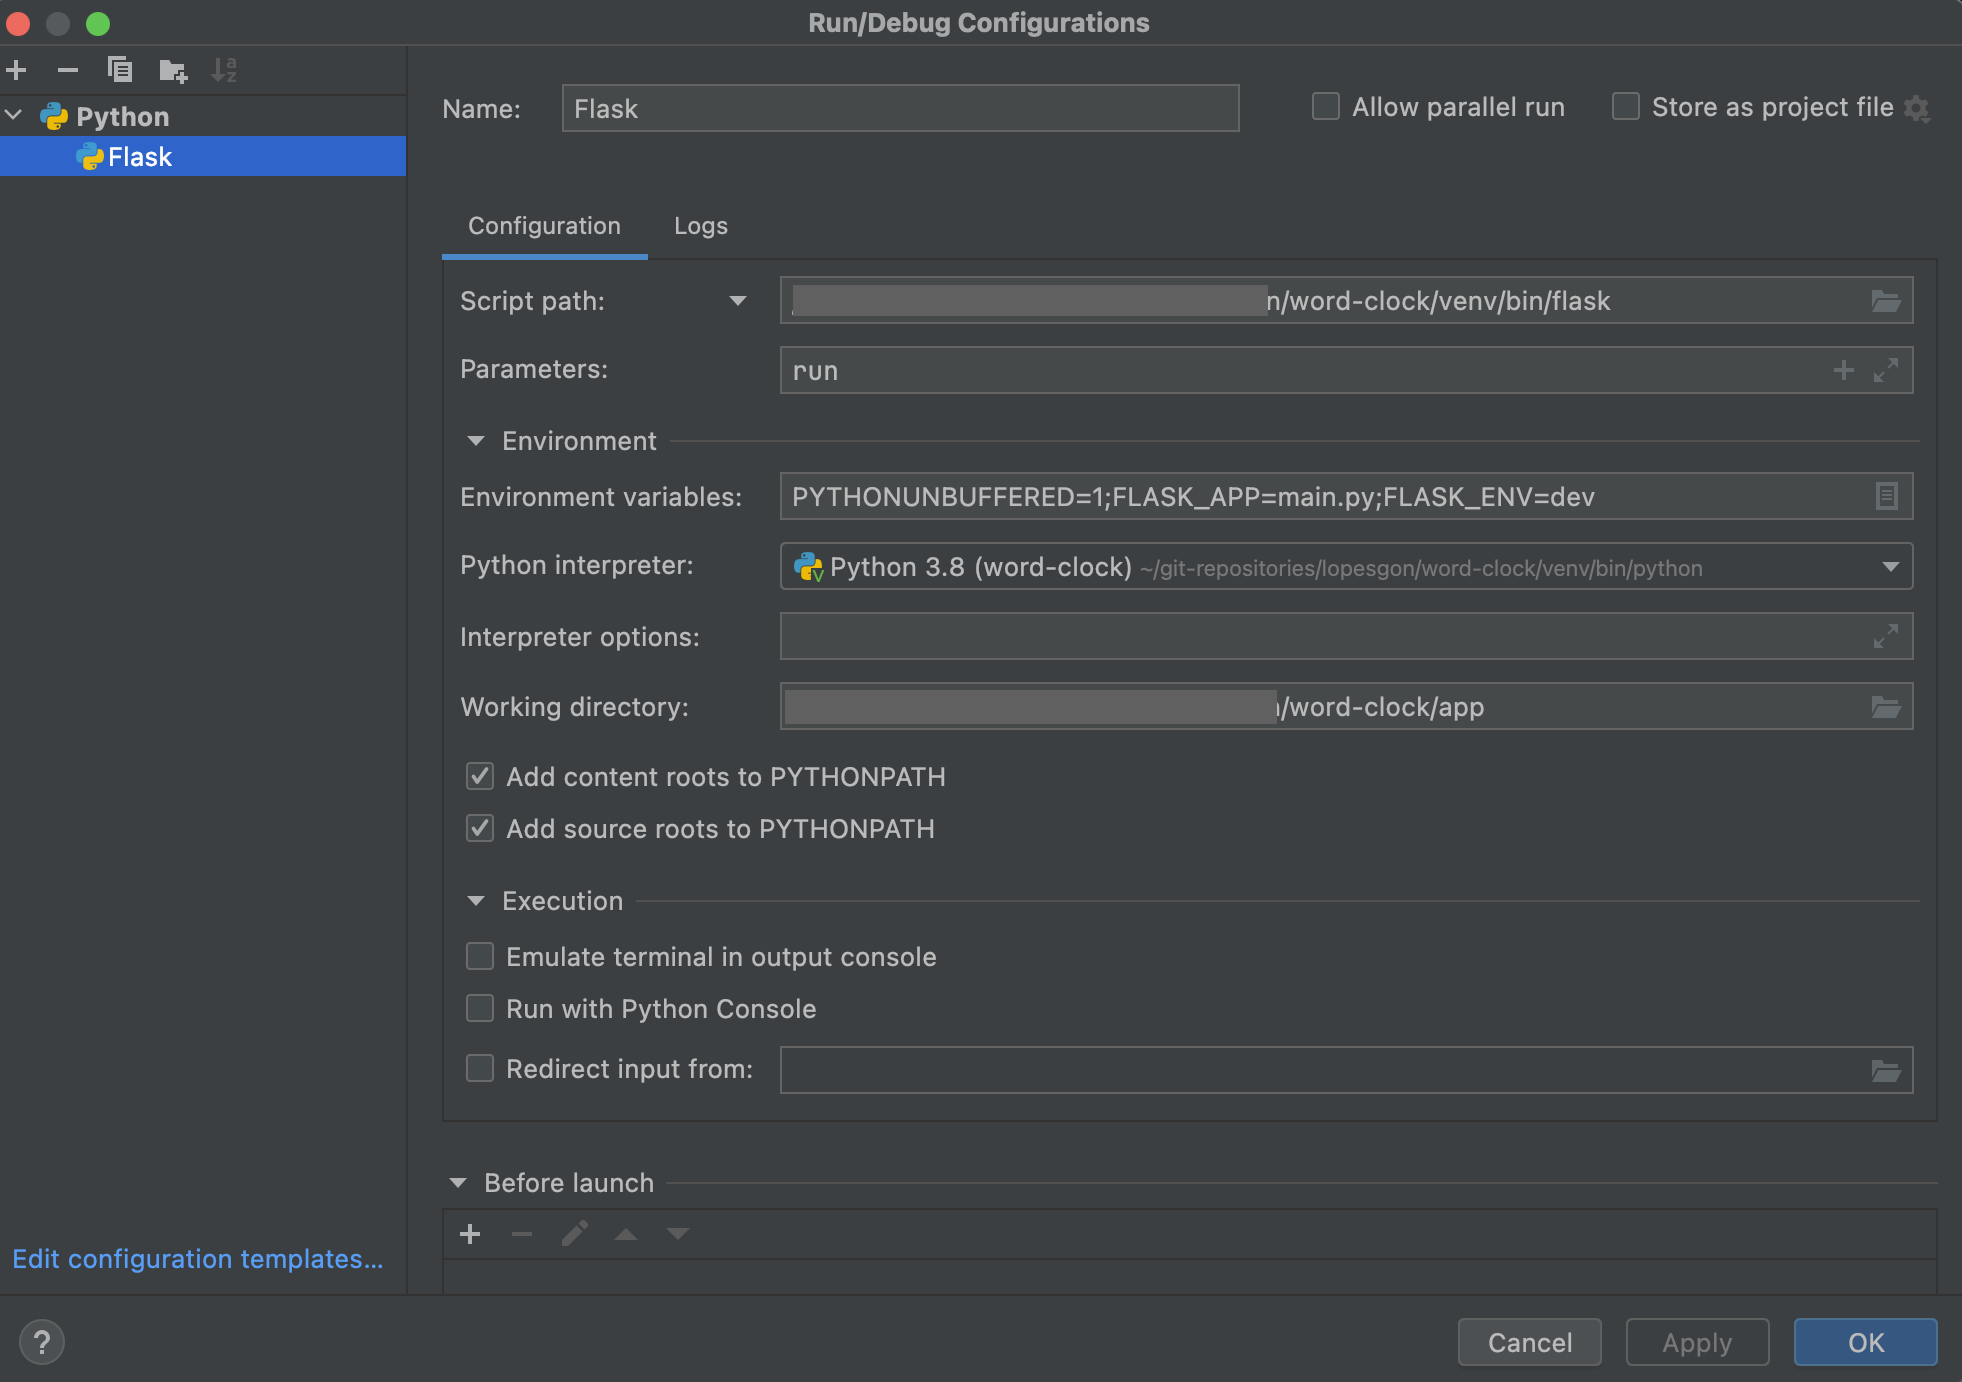 Run/Debug Configurations
Python
Flask
Name:
Flask
Allow parallel run
Store as project file
Configuration
Logs
Script path:
n/word-clock/venv/bin/flask
Parameters:
run
Environment
Environment variables:
PYTHONUNBUFFERED=1;FLASK_APP=main.py;FLASK_ENV=dev
Python interpreter:
Python 3.8 (word-clock) ~/git-repositories/lopesgon/word-clock/venv/bin/python
Interpreter options:
Working directory:
/word-clock/app
Add content roots to PYTHONPATH
Add source roots to PYTHONPATH
Execution
Emulate terminal in output console
Run with Python Console
Redirect input from:
Before launch
Edit configuration templates...
?
Cancel
Apply
OK